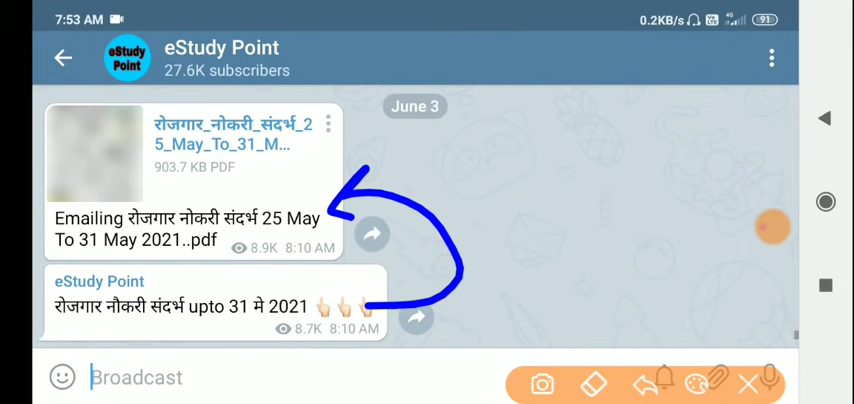 7:53 AM
0.2KB/s 4G 91
eStudy Point
eStudy Point
27.6K subscribers
June 3
रोजगार_नोकरी_संदर्भ_2
5_May_To_31_M...
903.7 KB PDF
Emailing रोजगार नोकरी संदर्भ 25 May
To 31 May 2021..pdf
8.9K 8:10 AM
eStudy Point
रोजगार नौकरी संदर्भ upto 31 मे 2021 👆🏻👆🏻👆🏻
8.7K 8:10 AM
Broadcast